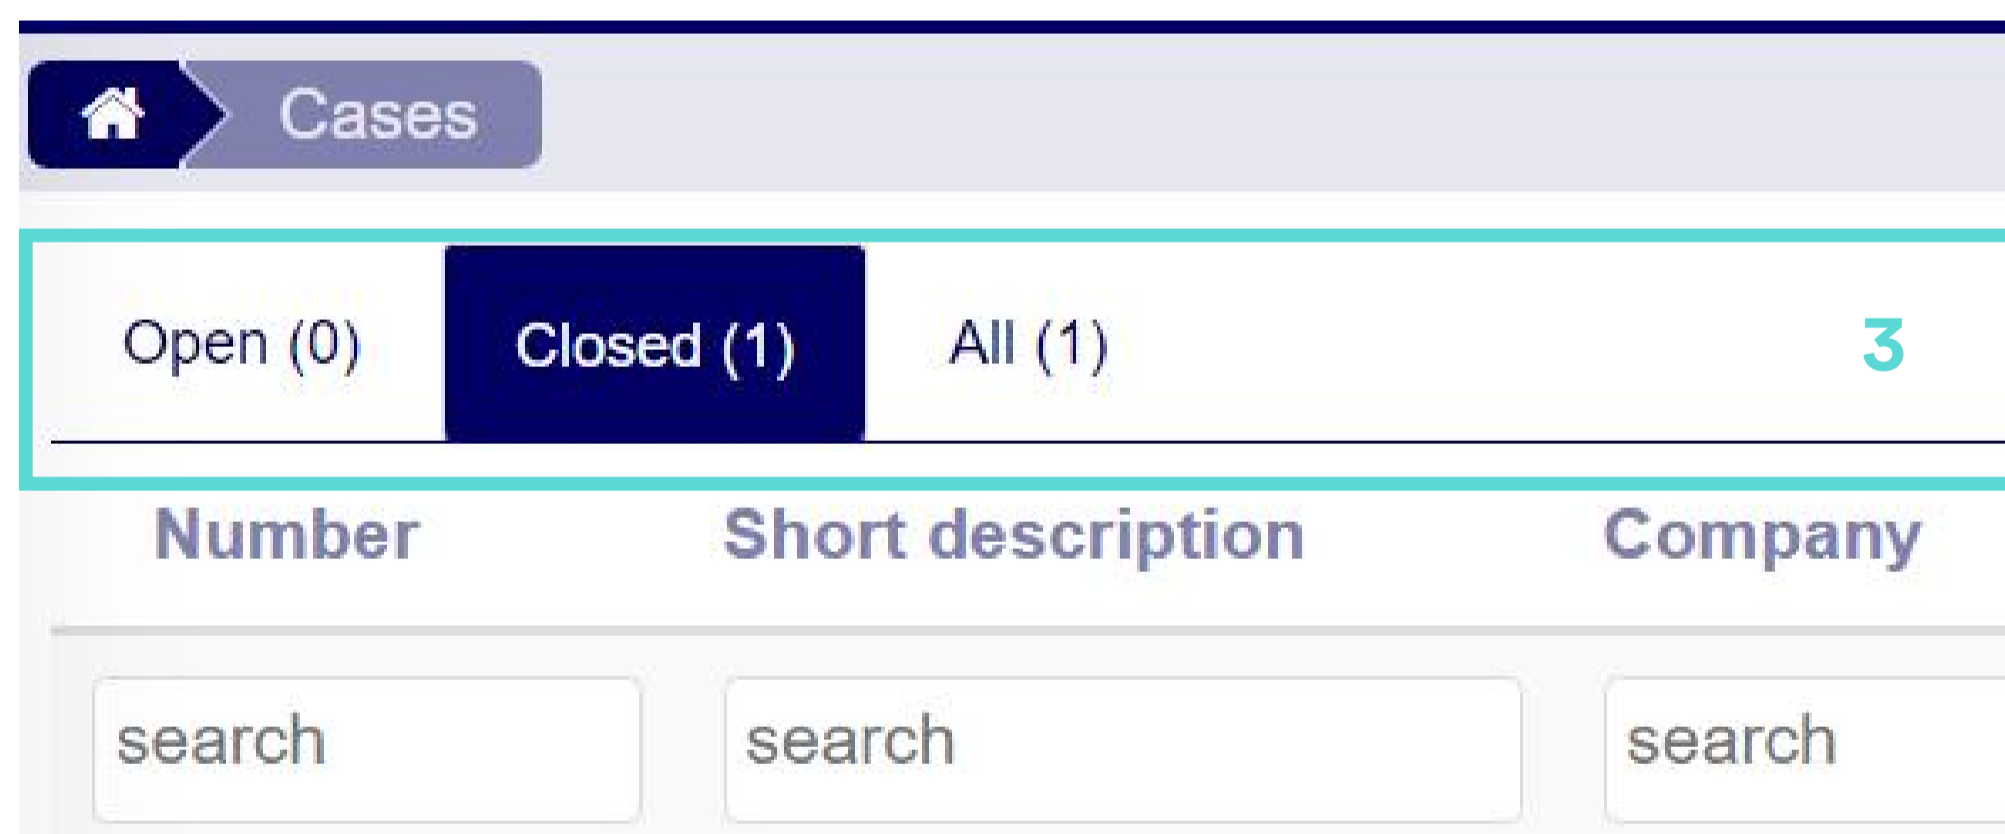 Cases
Open (0) Closed (1) All (1) 3
Number Short description Company
search search search